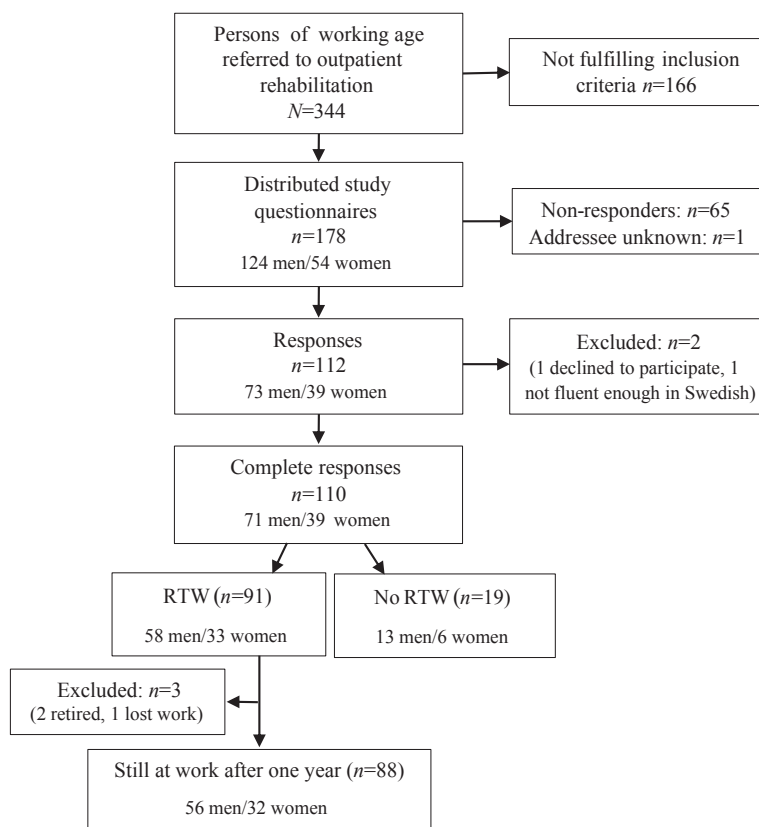 Persons of working age
referred to outpatient
rehabilitation
N=344
Not fulfilling inclusion
criteria n=166
Distributed study
questionnaires
n=178
124 men/54 women
Non-responders: n=65
Addressee unknown: n=1
Responses
n=112
73 men/39 women
Excluded: n=2
(1 declined to participate, 1
not fluent enough in Swedish)
Complete responses
n=110
71 men/39 women
RTW (n=91)
58 men/33 women
No RTW (n=19)
13 men/6 women
Excluded: n=3
(2 retired, 1 lost work)
Still at work after one year (n=88)
56 men/32 women